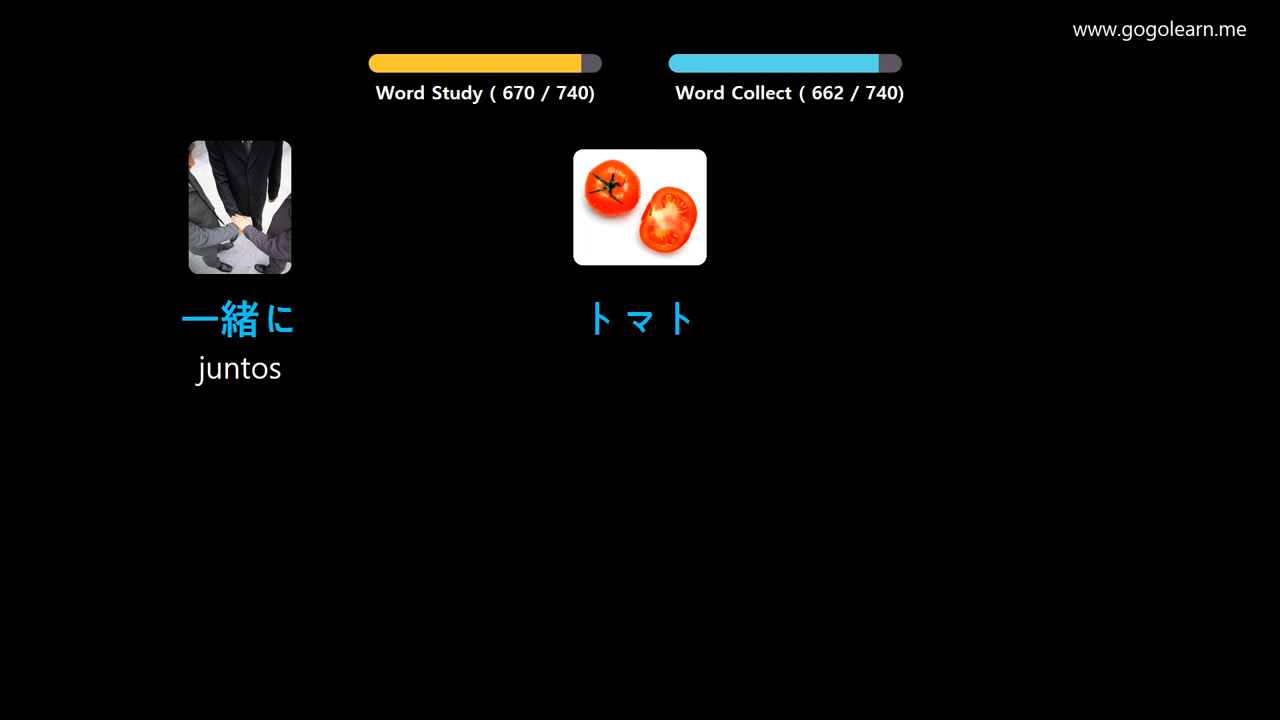 www.gogolearn.me
Word Study ( 670 / 740)
Word Collect ( 662 / 740)
一緒に
トマト
juntos